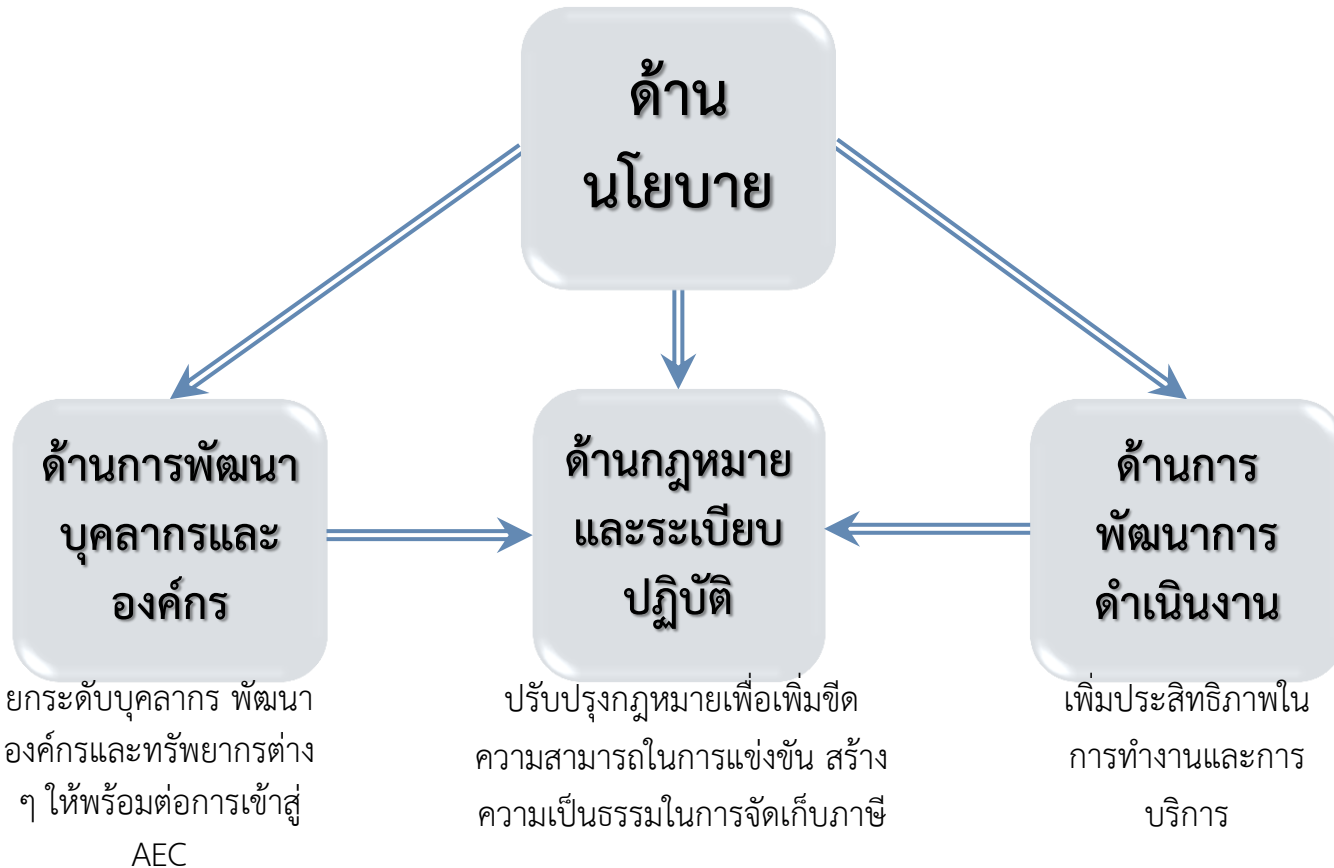 ด้าน
นโยบาย
ด้านการพัฒนา
บุคลากรและ
องค์กร
ด้านกฎหมาย
และระเบียบ
ปฏิบัติ
ด้านการ
พัฒนาการ
ดำเนินงาน
ยกระดับบุคลากร พัฒนา
องค์กรและทรัพยากรต่าง
ๆ ให้พร้อมต่อการเข้าสู่
AEC
ปรับปรุงกฎหมายเพื่อเพิ่มขีด
ความสามารถในการแข่งขัน สร้าง
ความเป็นธรรมในการจัดเก็บภาษี
เพิ่มประสิทธิภาพใน
การทำงานและการ
บริการ